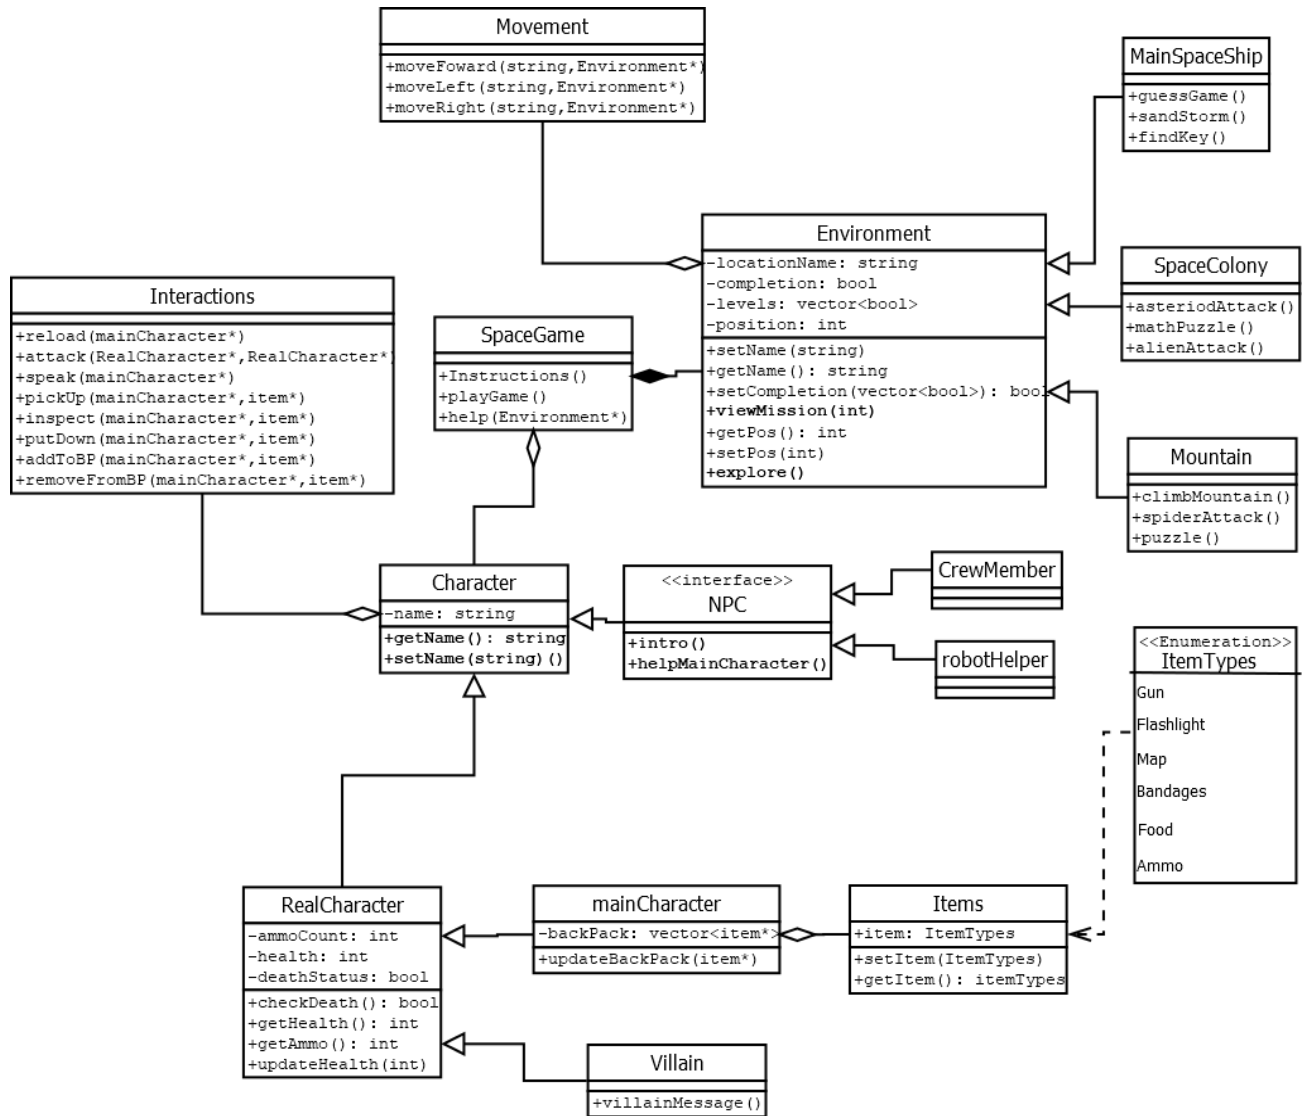 Movement
+moveFoward(string,Environment*)
+moveLeft(string,Environment*)
+moveRight(string,Environment*)
MainSpaceShip
+guessGame()
+sandStorm()
+findKey()
Environment
-locationName: string
-completion: bool
-levels: vector<bool>
-position: int
+setName(string)
+getName(): string
+setCompletion(vector<bool>): bool
+viewMission(int)
+getPos(): int
+setPos(int)
+explore()
SpaceColony
+asteriodAttack()
+mathPuzzle()
+alienAttack()
Interactions
+reload(mainCharacter*)
+attack(RealCharacter*,RealCharacter*)
+speak(mainCharacter*)
+pickUp(mainCharacter*,item*)
+inspect(mainCharacter*,item*)
+putDown(mainCharacter*,item*)
+addToBP(mainCharacter*,item*)
+removeFromBP(mainCharacter*,item*)
SpaceGame
+Instructions()
+playGame()
+help(Environment*)
Mountain
+climbMountain()
+spiderAttack()
+puzzle()
Character
-name: string
+getName(): string
+setName(string)()
<<interface>>
NPC
+intro()
+helpMainCharacter()
CrewMember
robotHelper
<<Enumeration>>
ItemTypes
Gun
Flashlight
Map
Bandages
Food
Ammo
RealCharacter
-ammoCount: int
-health: int
-deathStatus: bool
+checkDeath(): bool
+getHealth(): int
+getAmmo(): int
+updateHealth(int)
mainCharacter
-backPack: vector<item*>
+updateBackPack(item*)
Items
+item: ItemTypes
+setItem(ItemTypes)
+getItem(): itemTypes
Villain
+villainMessage()